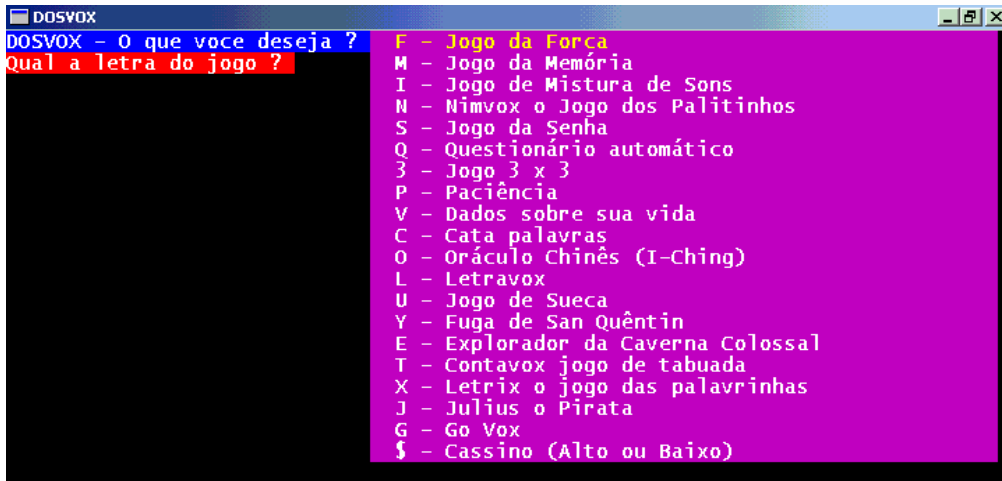 DOSVOX
DOSVOX - O que voce deseja ?
Qual a letra do jogo ?
F - Jogo da Forca
M - Jogo da Memória
I - Jogo de Mistura de Sons
N - Nimvox o Jogo dos Palitinhos
S - Jogo da Senha
Q - Questionário automático
3 - Jogo 3 x 3
P - Paciência
V - Dados sobre sua vida
C - Cata palavras
O - Oráculo Chinês (I-Ching)
L - Letravox
U - Jogo de Sueca
Y - Fuga de San Quêntin
E - Explorador da Caverna Colossal
T - Contavox jogo de tabuada
X - Letrix o jogo das palavrinhas
J - Julius o Pirata
G - Go Vox
$ - Cassino (Alto ou Baixo)